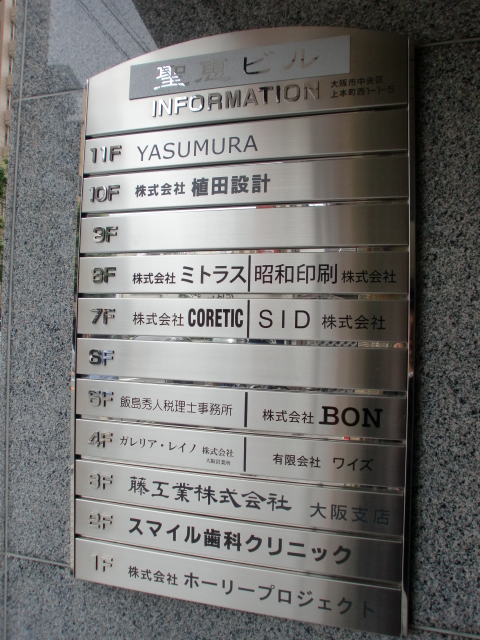 聖恵ビル
大阪市中央区
上本町西1-1-5
INFORMATION
11F YASUMURA
10F 株式会社 植田設計
9F
8F 株式会社 ミトラス 昭和印刷 株式会社
7F 株式会社 CORETIC SID 株式会社
6F
5F 飯島秀人税理士事務所 株式会社 BON
4F ガレリア・レイノ 株式会社 大阪営業所 有限会社 ワイズ
3F 藤工業株式会社 大阪支店
2F スマイル歯科クリニック
1F 株式会社 ホーリープロジェクト